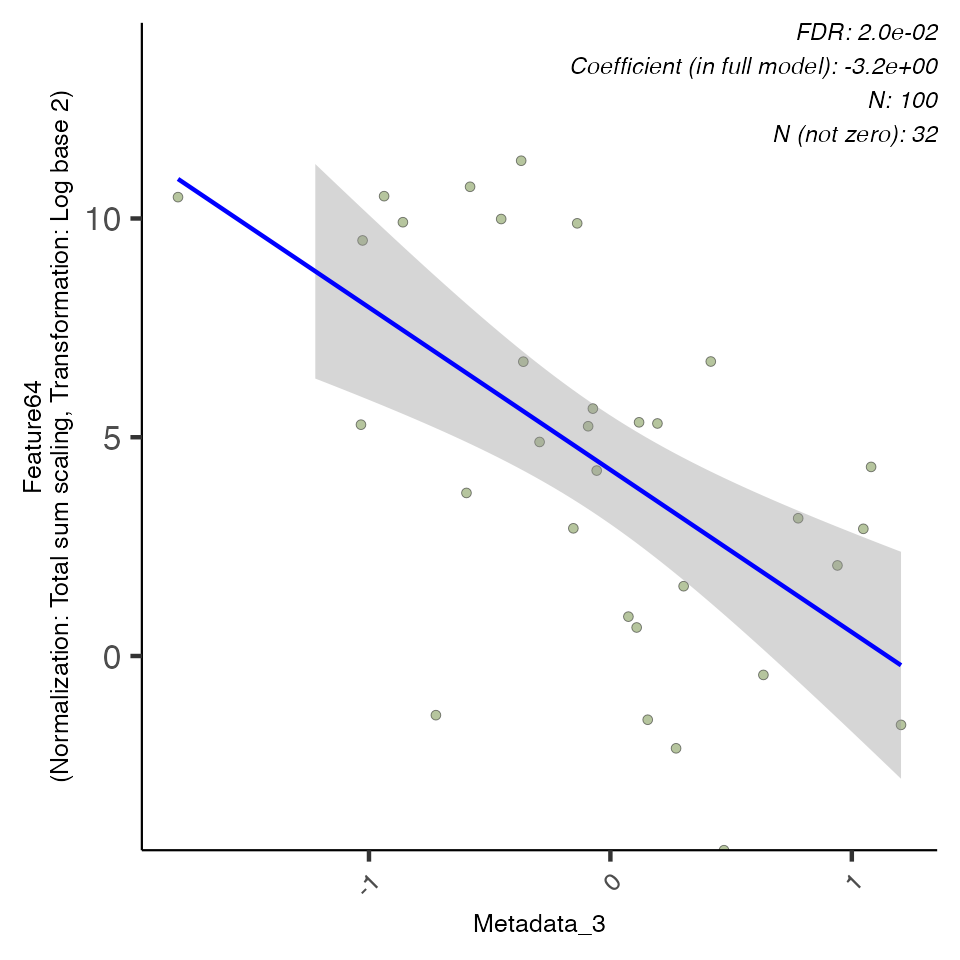 FDR: 2.0e-02
Coefficient (in full model): -3.2e+00
N: 100
N (not zero): 32
Feature64
(Normalization: Total sum scaling, Transformation: Log base 2)
10
5
0
-1
0
1
Metadata_3